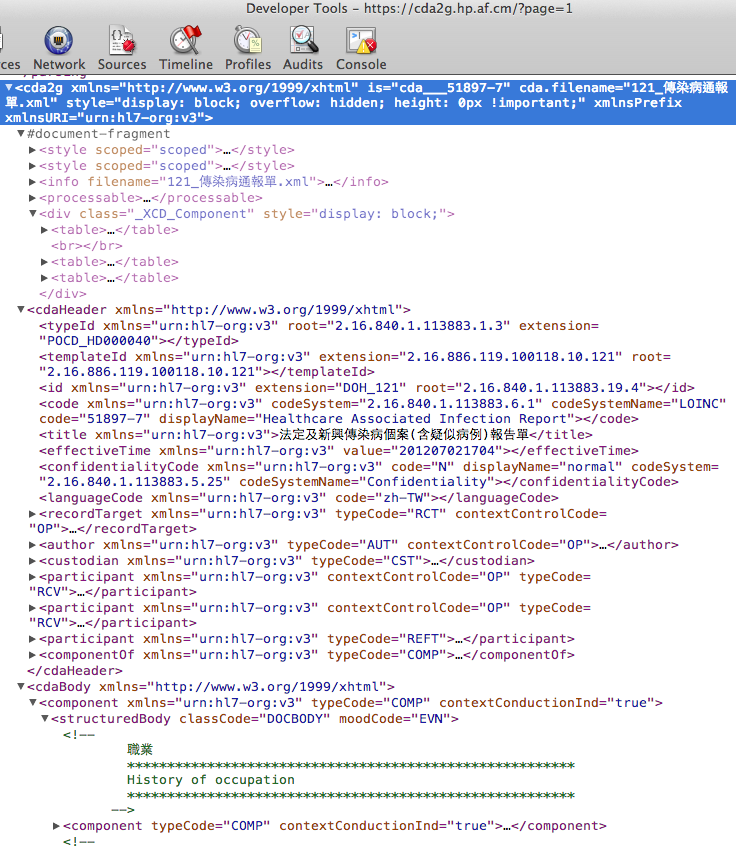 Developer Tools - https://cda2g.hp.af.cm/?page=1
ces Network Sources Timeline Profiles Audits Console
▼<cda2g xmlns="http://www.w3.org/1999/xhtml" is="cda___51897-7" cda.filename="121_傳染病通報
單.xml" style="display: block; overflow: hidden; height: 0px !important;" xmlnsPrefix
xmlnsURI="urn:hl7-org:v3">
▼#document-fragment
▶<style scoped="scoped">…</style>
▶<style scoped="scoped">…</style>
▶<info filename="121_傳染病通報單.xml">…</info>
▶<processable>…</processable>
▼<div class="_XCD_Component" style="display: block;">
▶<table>…</table>
<br></br>
▶<table>…</table>
▶<table>…</table>
</div>
▼<cdaHeader xmlns="http://www.w3.org/1999/xhtml">
<typeId xmlns="urn:hl7-org:v3" root="2.16.840.1.113883.1.3" extension=
"POCD_HD000040"></typeId>
<templateId xmlns="urn:hl7-org:v3" extension="2.16.886.119.100118.10.121" root=
"2.16.886.119.100118.10.121"></templateId>
<id xmlns="urn:hl7-org:v3" extension="DOH_121" root="2.16.840.1.113883.19.4"></id>
<code xmlns="urn:hl7-org:v3" codeSystem="2.16.840.1.113883.6.1" codeSystemName="LOINC"
code="51897-7" displayName="Healthcare Associated Infection Report"></code>
<title xmlns="urn:hl7-org:v3">法定及新興傳染病個案(含疑似病例)報告單</title>
<effectiveTime xmlns="urn:hl7-org:v3" value="201207021704"></effectiveTime>
<confidentialityCode xmlns="urn:hl7-org:v3" code="N" displayName="normal" codeSystem=
"2.16.840.1.113883.5.25" codeSystemName="Confidentiality"></confidentialityCode>
<languageCode xmlns="urn:hl7-org:v3" code="zh-TW"></languageCode>
▶<recordTarget xmlns="urn:hl7-org:v3" typeCode="RCT" contextControlCode=
"OP">…</recordTarget>
▶<author xmlns="urn:hl7-org:v3" typeCode="AUT" contextControlCode="OP">…</author>
▶<custodian xmlns="urn:hl7-org:v3" typeCode="CST">…</custodian>
▶<participant xmlns="urn:hl7-org:v3" contextControlCode="OP" typeCode=
"RCV">…</participant>
▶<participant xmlns="urn:hl7-org:v3" contextControlCode="OP" typeCode=
"RCV">…</participant>
▶<participant xmlns="urn:hl7-org:v3" typeCode="REFT">…</participant>
▶<componentOf xmlns="urn:hl7-org:v3" typeCode="COMP">…</componentOf>
</cdaHeader>
▼<cdaBody xmlns="http://www.w3.org/1999/xhtml">
▼<component xmlns="urn:hl7-org:v3" typeCode="COMP" contextConductionInd="true">
▼<structuredBody classCode="DOCBODY" moodCode="EVN">
<!--
職業
********************************************************
History of occupation
********************************************************
-->
▶<component typeCode="COMP" contextConductionInd="true">…</component>
<!--